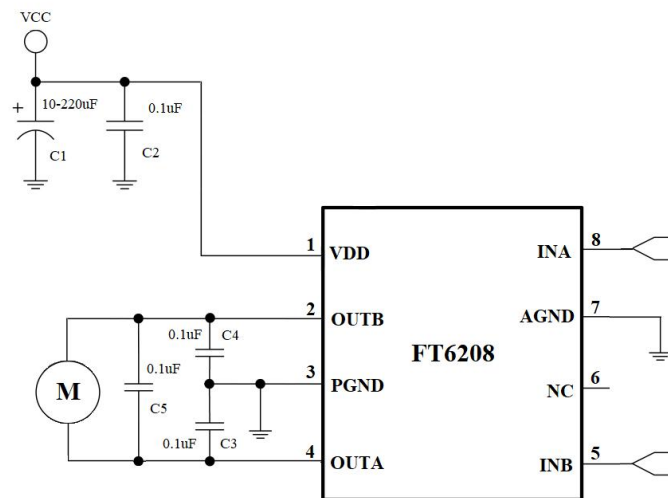 VCC
+
10-220uF
C1
0.1uF
C2
1
VDD
INA
8
2
OUTB
AGND
7
0.1uF
C4
FT6208
3
PGND
NC
6
0.1uF
C5
M
0.1uF
C3
4
OUTA
INB
5